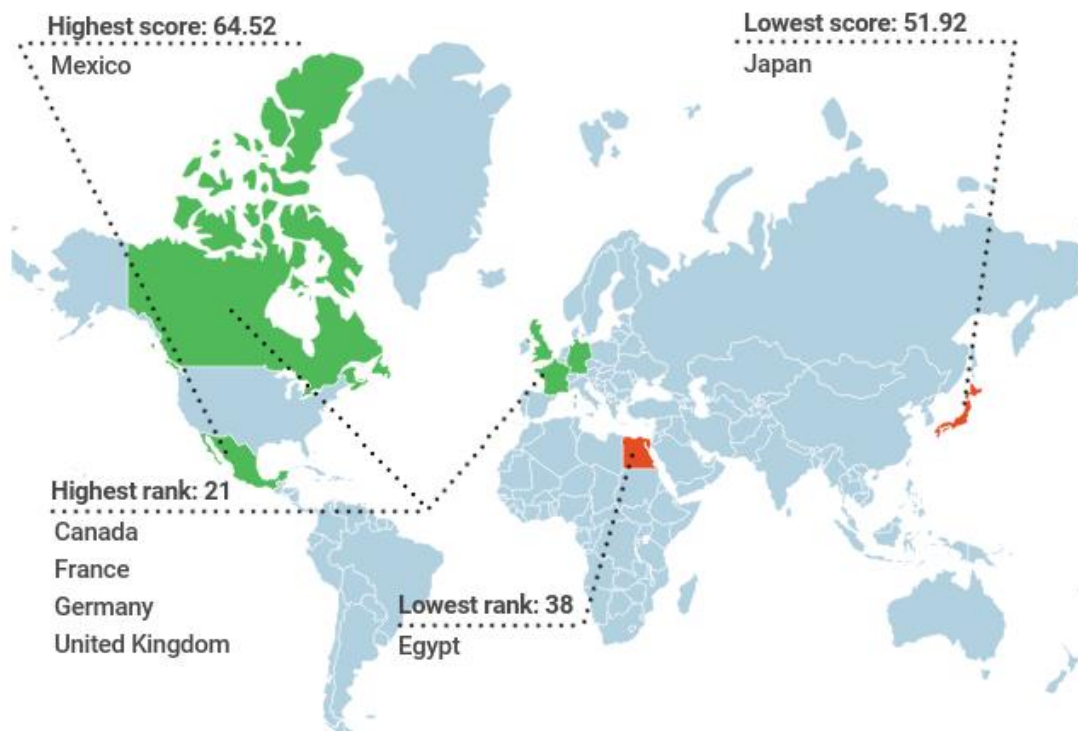 Highest score: 64.52
Mexico
Lowest score: 51.92
Japan
Highest rank: 21
Canada
France
Germany
United Kingdom
Lowest rank: 38
Egypt